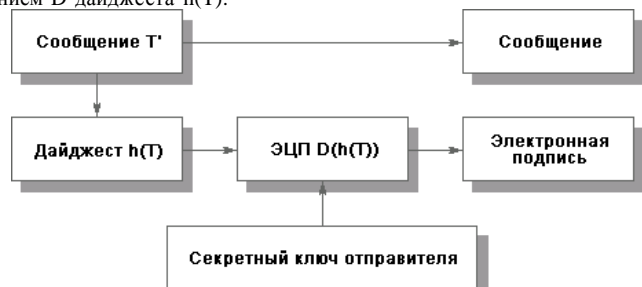 нием D дайджеста h(T).
Сообщение T' Сообщение
Дайджест h(T) ЭЦП D(h(T)) Электронная
подпись
Секретный ключ отправителя